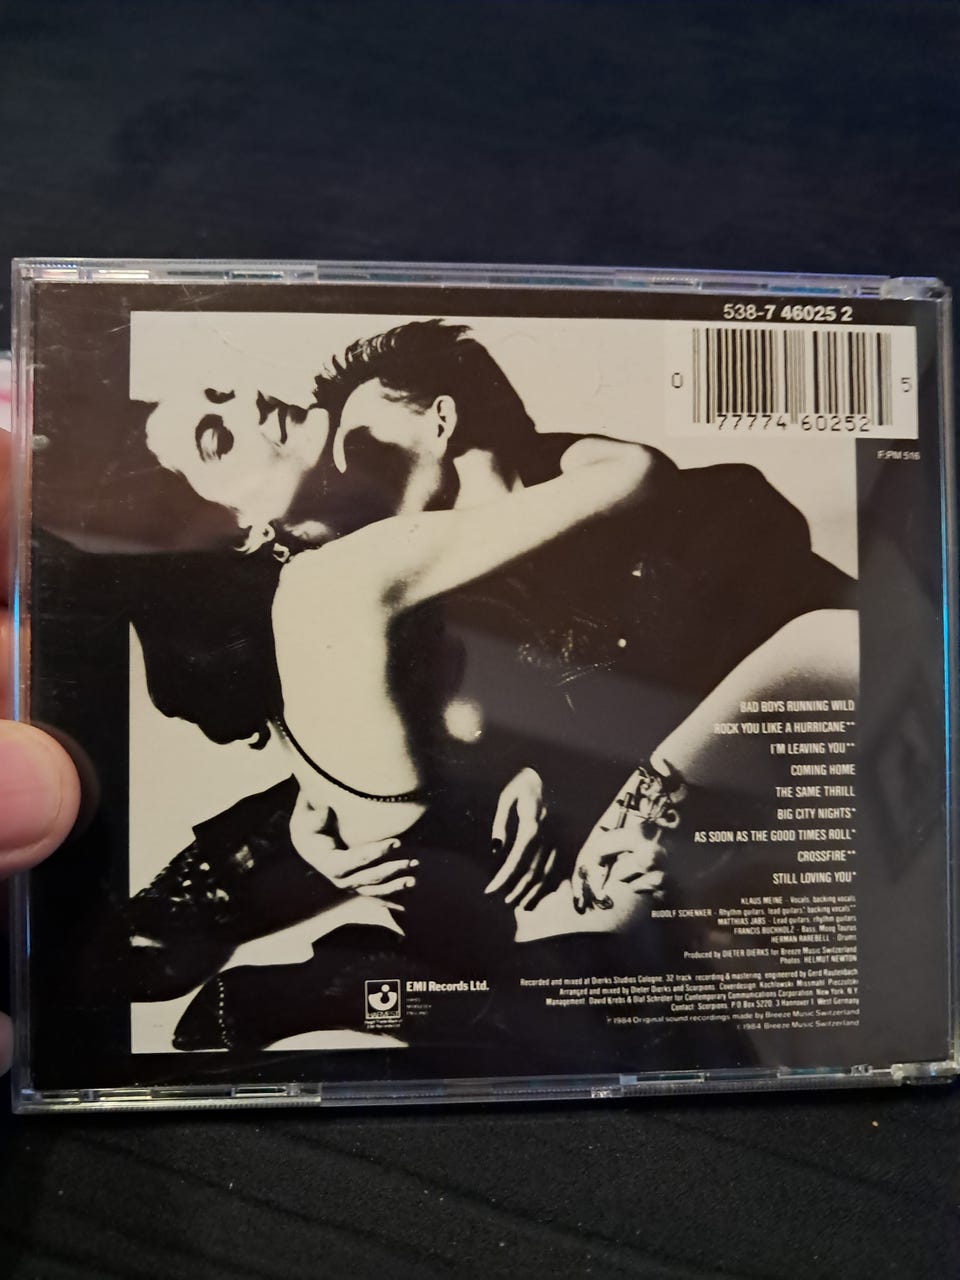 538-7 46025 2
0 77774 60252 5
F:PM 516
BAD BOYS RUNNING WILD
ROCK YOU LIKE A HURRICANE**
I'M LEAVING YOU**
COMING HOME
THE SAME THRILL
BIG CITY NIGHTS*
AS SOON AS THE GOOD TIMES ROLL*
CROSSFIRE**
STILL LOVING YOU*
KLAUS MEINE - Vocals, backing vocals
RUDOLF SCHENKER - Rhythm guitars, lead guitars*, backing vocals**
MATTHIAS JABS - Lead guitars, rhythm guitars
FRANCIS BUCHHOLZ - Bass, Moog Taurus
HERMAN RAREBELL - Drums
Produced by DIETER DIERKS for Breeze Music Switzerland
Photos: HELMUT NEWTON
Recorded and mixed at Dierks Studios Cologne. 32 track recording & mastering, engineered by Gerd Rautenbach
Arranged and mixed by Dieter Dierks and Scorpions. Coverdesign: Kochlowski Missmahl Pieczulski
Management: David Krebs & Olaf Schröter for Contemporary Communications Corporation New York, N.Y.
Contact: Scorpions, P.O. Box 5220, 3 Hannover 1, West Germany
℗ 1984 Original sound recordings made by Breeze Music Switzerland
© 1984 Breeze Music Switzerland
HARVEST
EMI Records Ltd.
HAYES
MIDDLESEX
ENGLAND